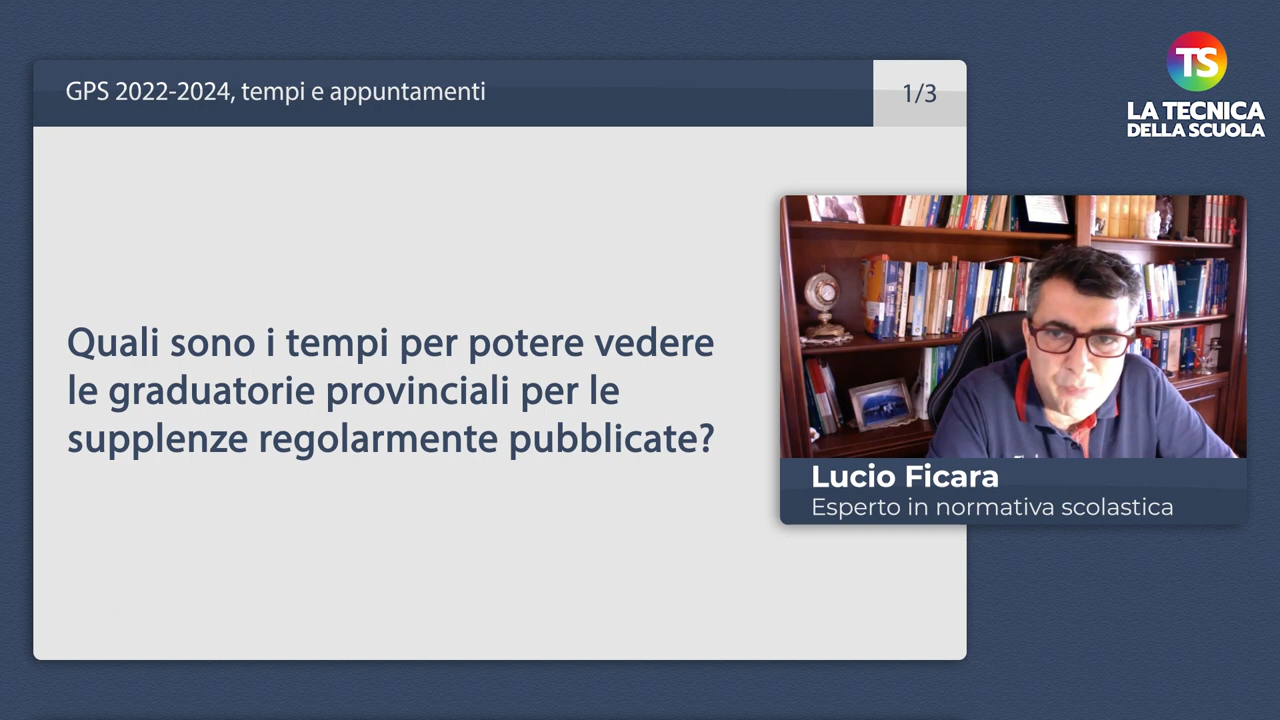 GPS 2022-2024, tempi e appuntamenti
1/3
TS
LA TECNICA
DELLA SCUOLA
Quali sono i tempi per potere vedere
le graduatorie provinciali per le
supplenze regolarmente pubblicate?
Lucio Ficara
Esperto in normativa scolastica